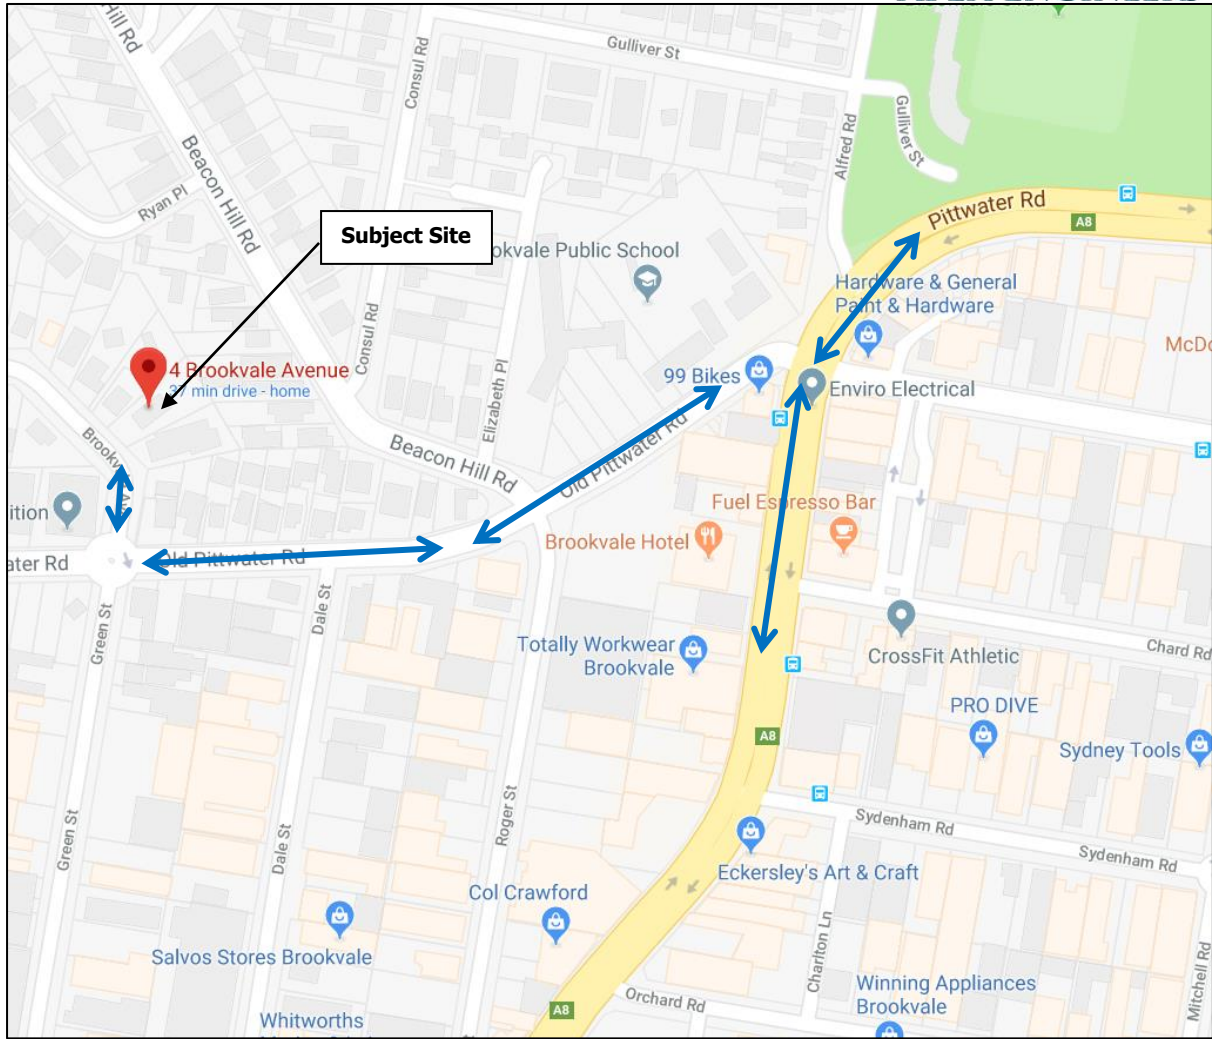 Hill Rd
Gulliver St
Consul Rd
Gulliver St
Alfred Rd
Beacon Hill Rd
Ryan Pl
Pittwater Rd
A8
Subject Site
okvale Public School
Hardware & General
Paint & Hardware
McDo
Consul Rd
4 Brookvale Avenue
37 min drive - home
99 Bikes
Enviro Electrical
Elizabeth Pl
Beacon Hill Rd
Old Pittwater Rd
ition
Fuel Espresso Bar
Brookvale Hotel
ater Rd
Old Pittwater Rd
Dale St
Green St
Totally Workwear
Brookvale
CrossFit Athletic
Chard Rd
PRO DIVE
Sydney Tools
A8
Roger St
Sydenham Rd
Sydenham Rd
Green St
Dale St
Eckersley's Art & Craft
Col Crawford
Charlton Ln
Salvos Stores Brookvale
Mitchell Rd
Winning Appliances
Brookvale
Orchard Rd
A8
Whitworths